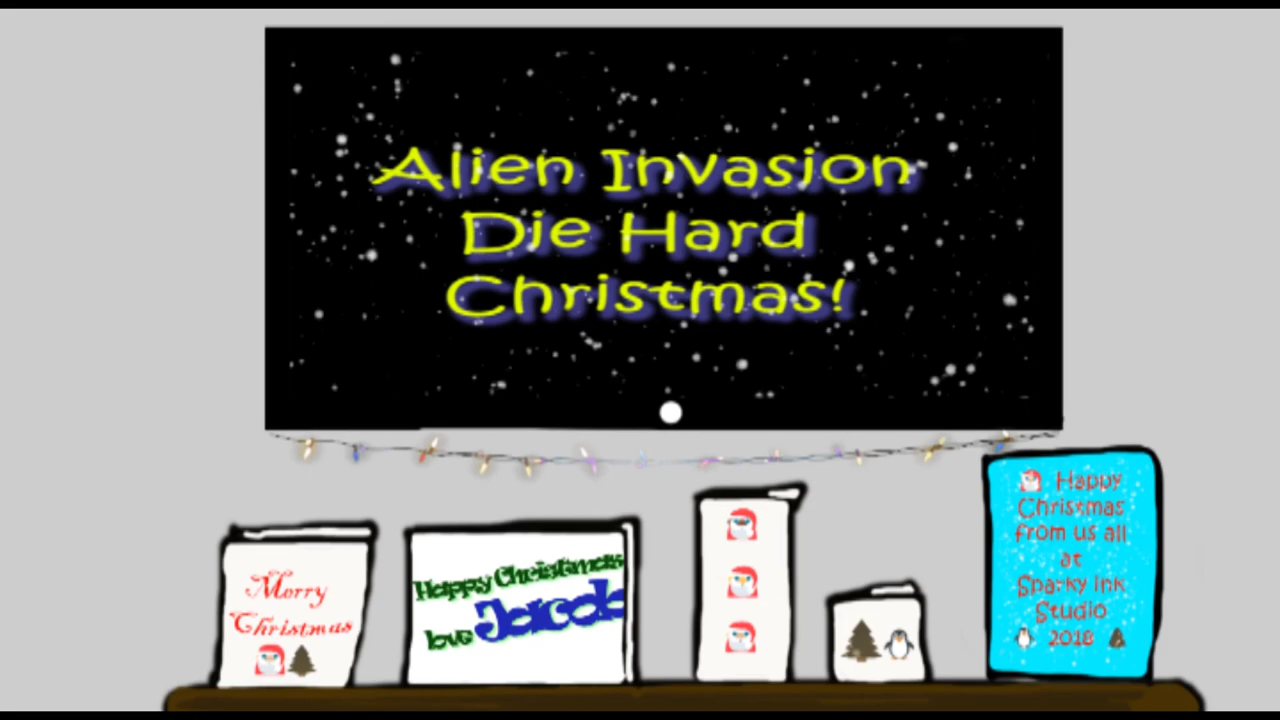 Alien Invasion
Die Hard
Christmas!
Merry
Christmas
Happy Christmas
love Jacob
Happy
Christmas
from us all
at
Sparky Ink
Studio
2018